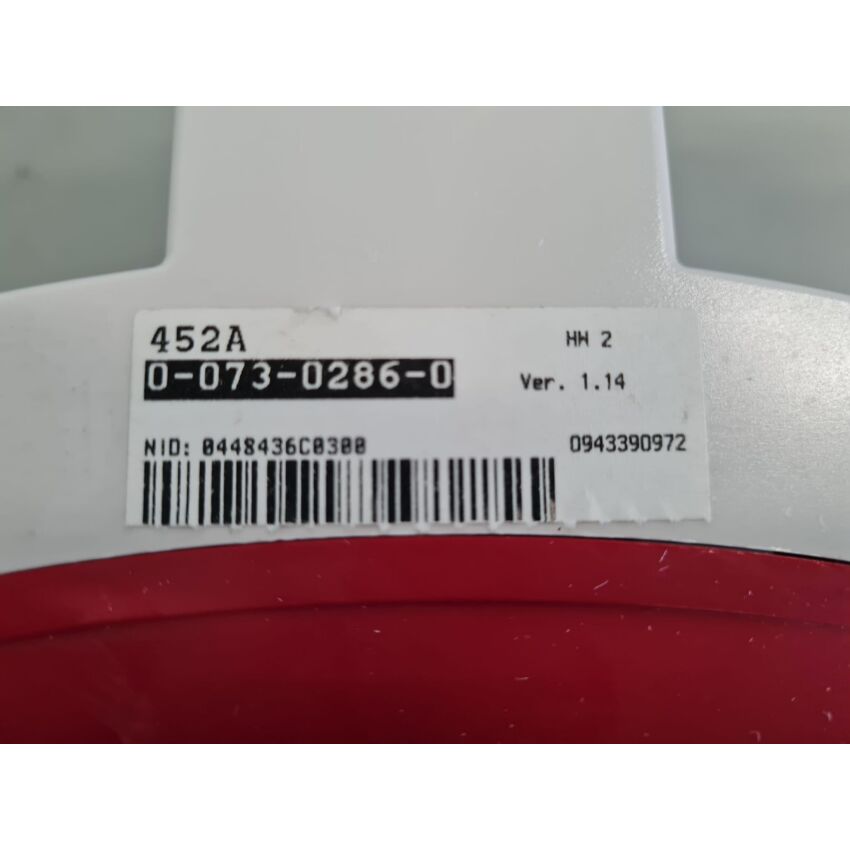 452A
HW 2
0-073-0286-0
Ver. 1.14
NID: 0448436C0300
0943390972